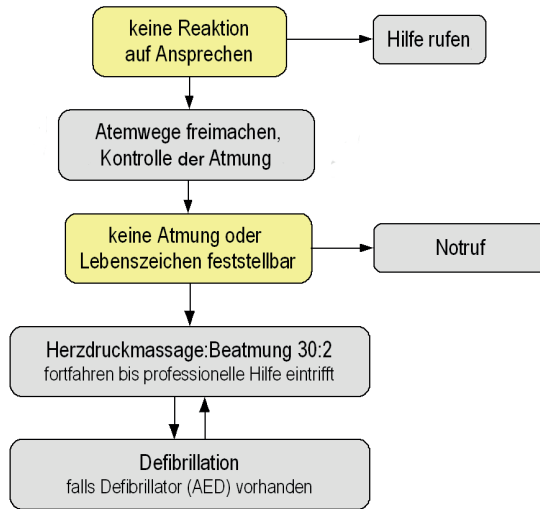 keine Reaktion
auf Ansprechen
Hilfe rufen
Atemwege freimachen,
Kontrolle der Atmung
keine Atmung oder
Lebenszeichen feststellbar
Notruf
Herzdruckmassage:Beatmung 30:2
fortfahren bis professionelle Hilfe eintrifft
Defibrillation
falls Defibrillator (AED) vorhanden